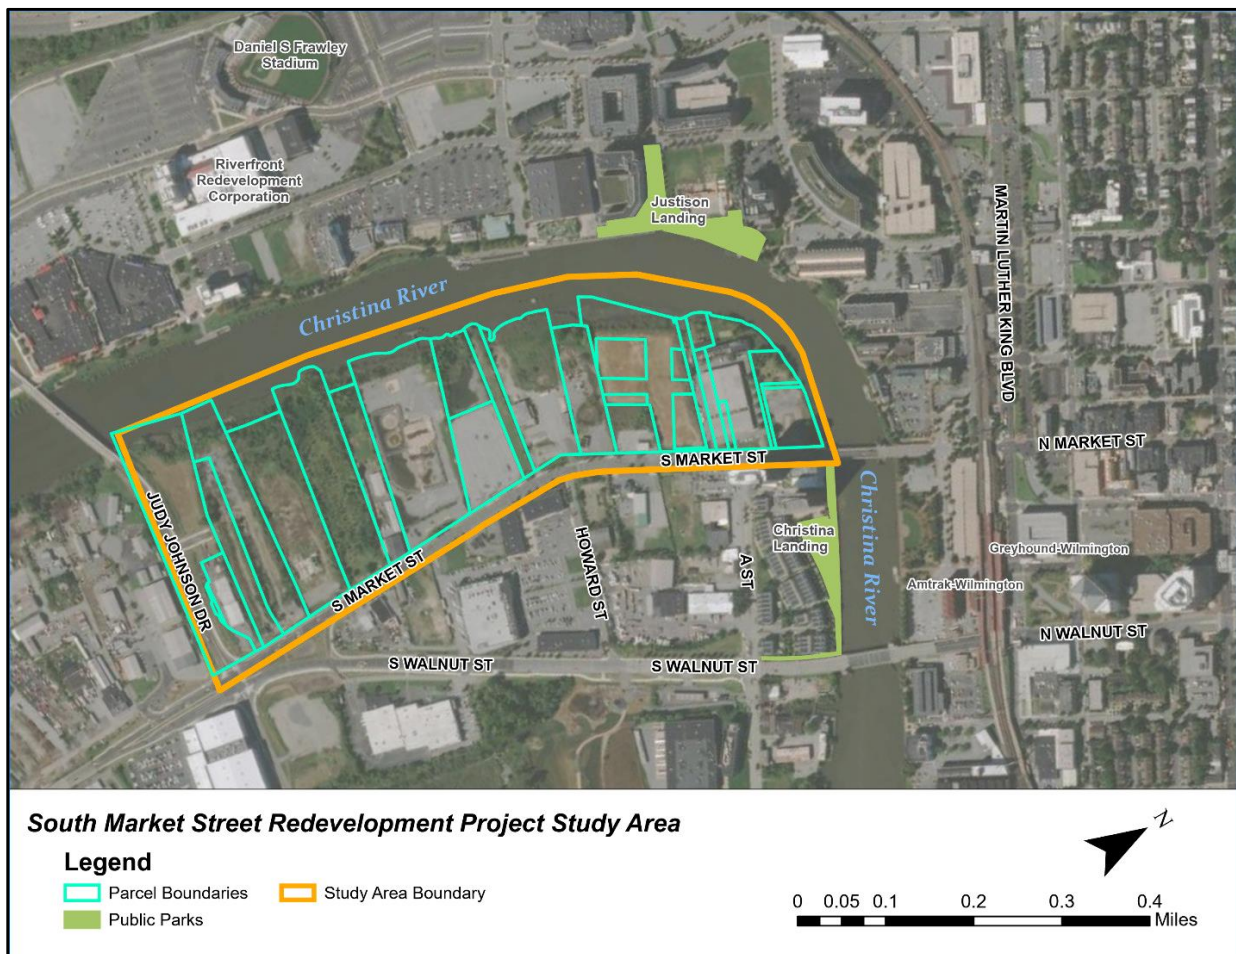 Daniel S Frawley
Stadium
Riverfront
Redevelopment
Corporation
Justison
Landing
MARTIN LUTHER KING BLVD
Christina River
N MARKET ST
S MARKET ST
Christina River
JUDY JOHNSON DR
S MARKET ST
HOWARD ST
A ST
Christina
Landing
Greyhound-Wilmington
Amtrak-Wilmington
N WALNUT ST
S WALNUT ST
S WALNUT ST
South Market Street Redevelopment Project Study Area
N
Legend
Parcel Boundaries
Study Area Boundary
Public Parks
0 0.05 0.1 0.2 0.3 0.4
Miles